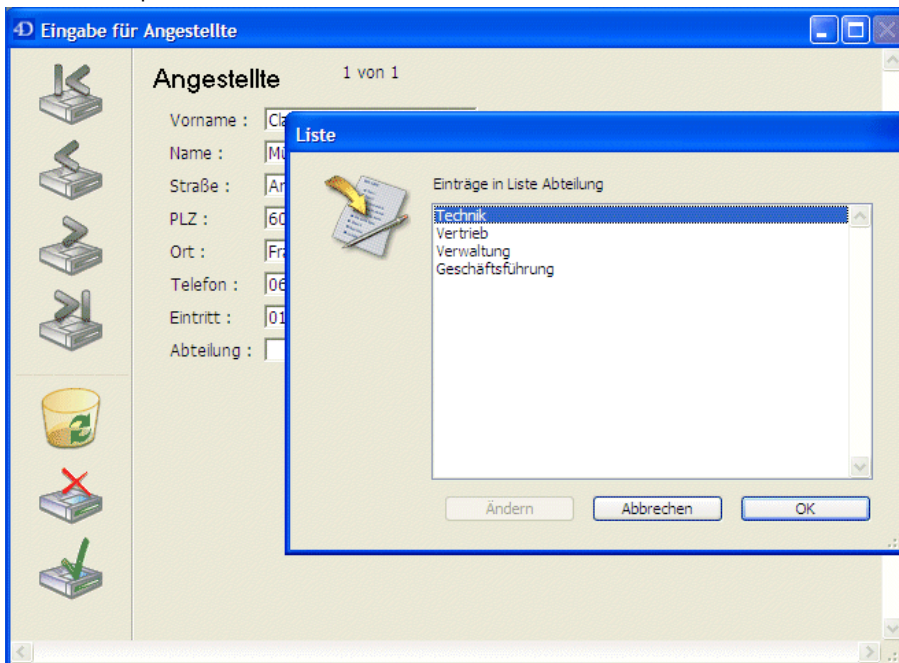 4D Eingabe für Angestellte
Angestellte
1 von 1
Vorname :
Name :
Straße :
PLZ :
Ort :
Telefon :
Eintritt :
Abteilung :
Liste
Einträge in Liste Abteilung
Technik
Vertrieb
Verwaltung
Geschäftsführung
Ändern
Abbrechen
OK